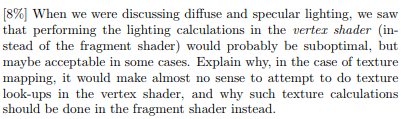 [8%] When we were discussing diffuse and specular lighting, we saw
that performing the lighting calculations in the vertex shader (in-
stead of the fragment shader) would probably be suboptimal, but
maybe acceptable in some cases. Explain why, in the case of texture
mapping, it would make almost no sense to attempt to do texture
look-ups in the vertex shader, and why such texture calculations
should be done in the fragment shader instead.